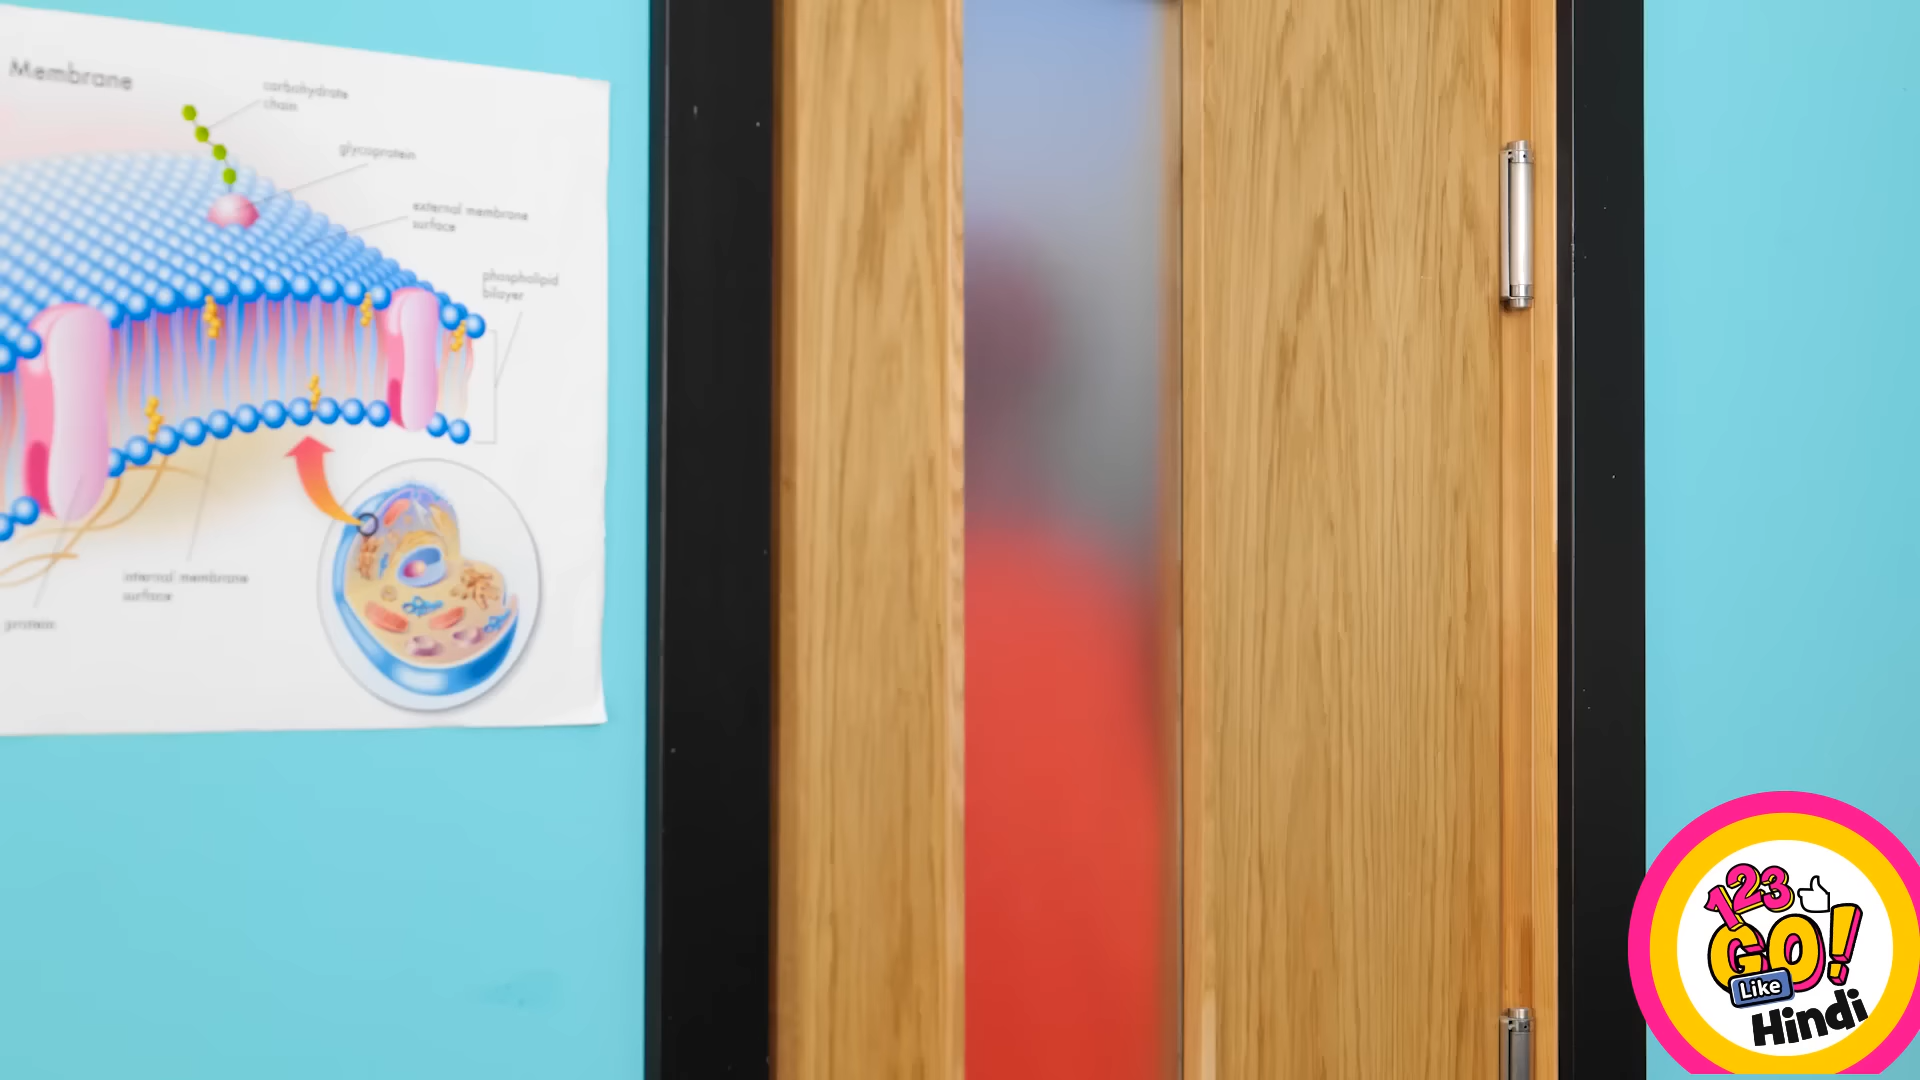 Membrane
carbohydrate
chain
glycoprotein
external membrane
surface
phospholipid
bilayer
internal membrane
surface
protein
123
GO!
Like
Hindi